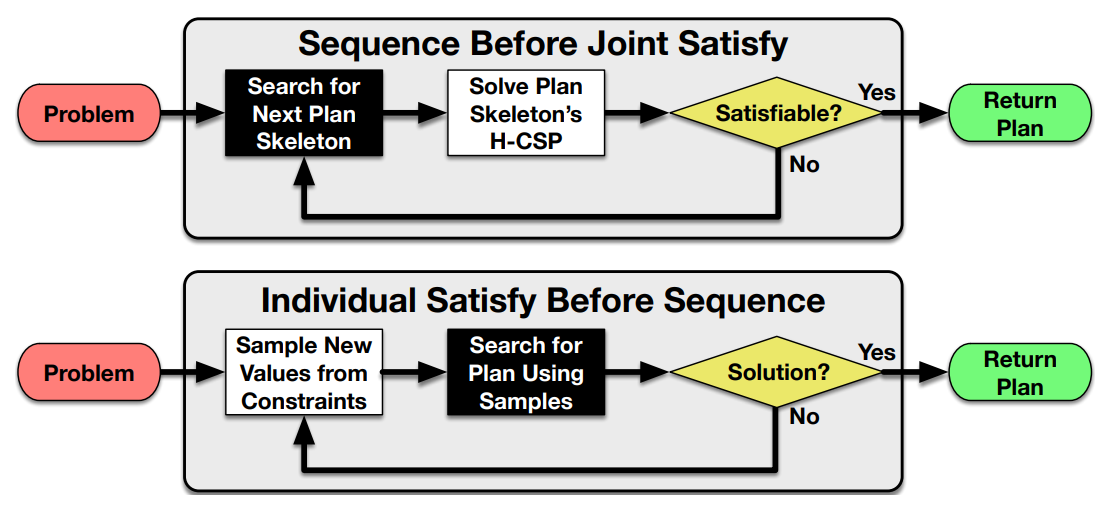 Sequence Before Joint Satisfy
Problem
Search for
Next Plan
Skeleton
Solve Plan
Skeleton's
H-CSP
Satisfiable?
Yes
No
Return
Plan
Individual Satisfy Before Sequence
Problem
Sample New
Values from
Constraints
Search for
Plan Using
Samples
Solution?
Yes
No
Return
Plan